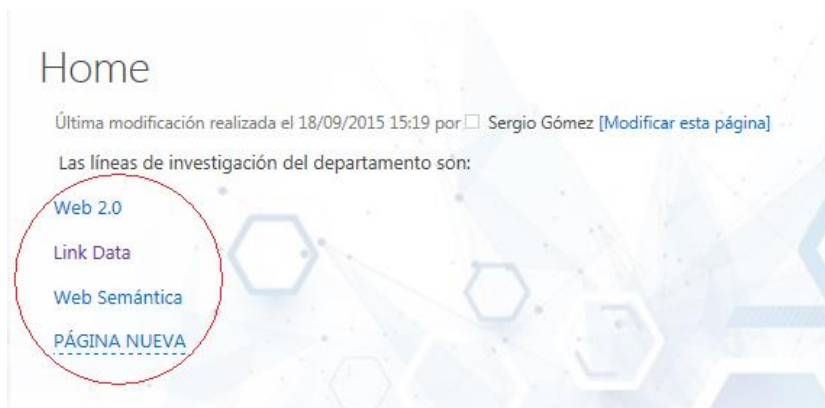 Home
Última modificación realizada el 18/09/2015 15:19 por Sergio Gómez [Modificar esta página]
Las líneas de investigación del departamento son:
Web 2.0
Link Data
Web Semántica
PÁGINA NUEVA